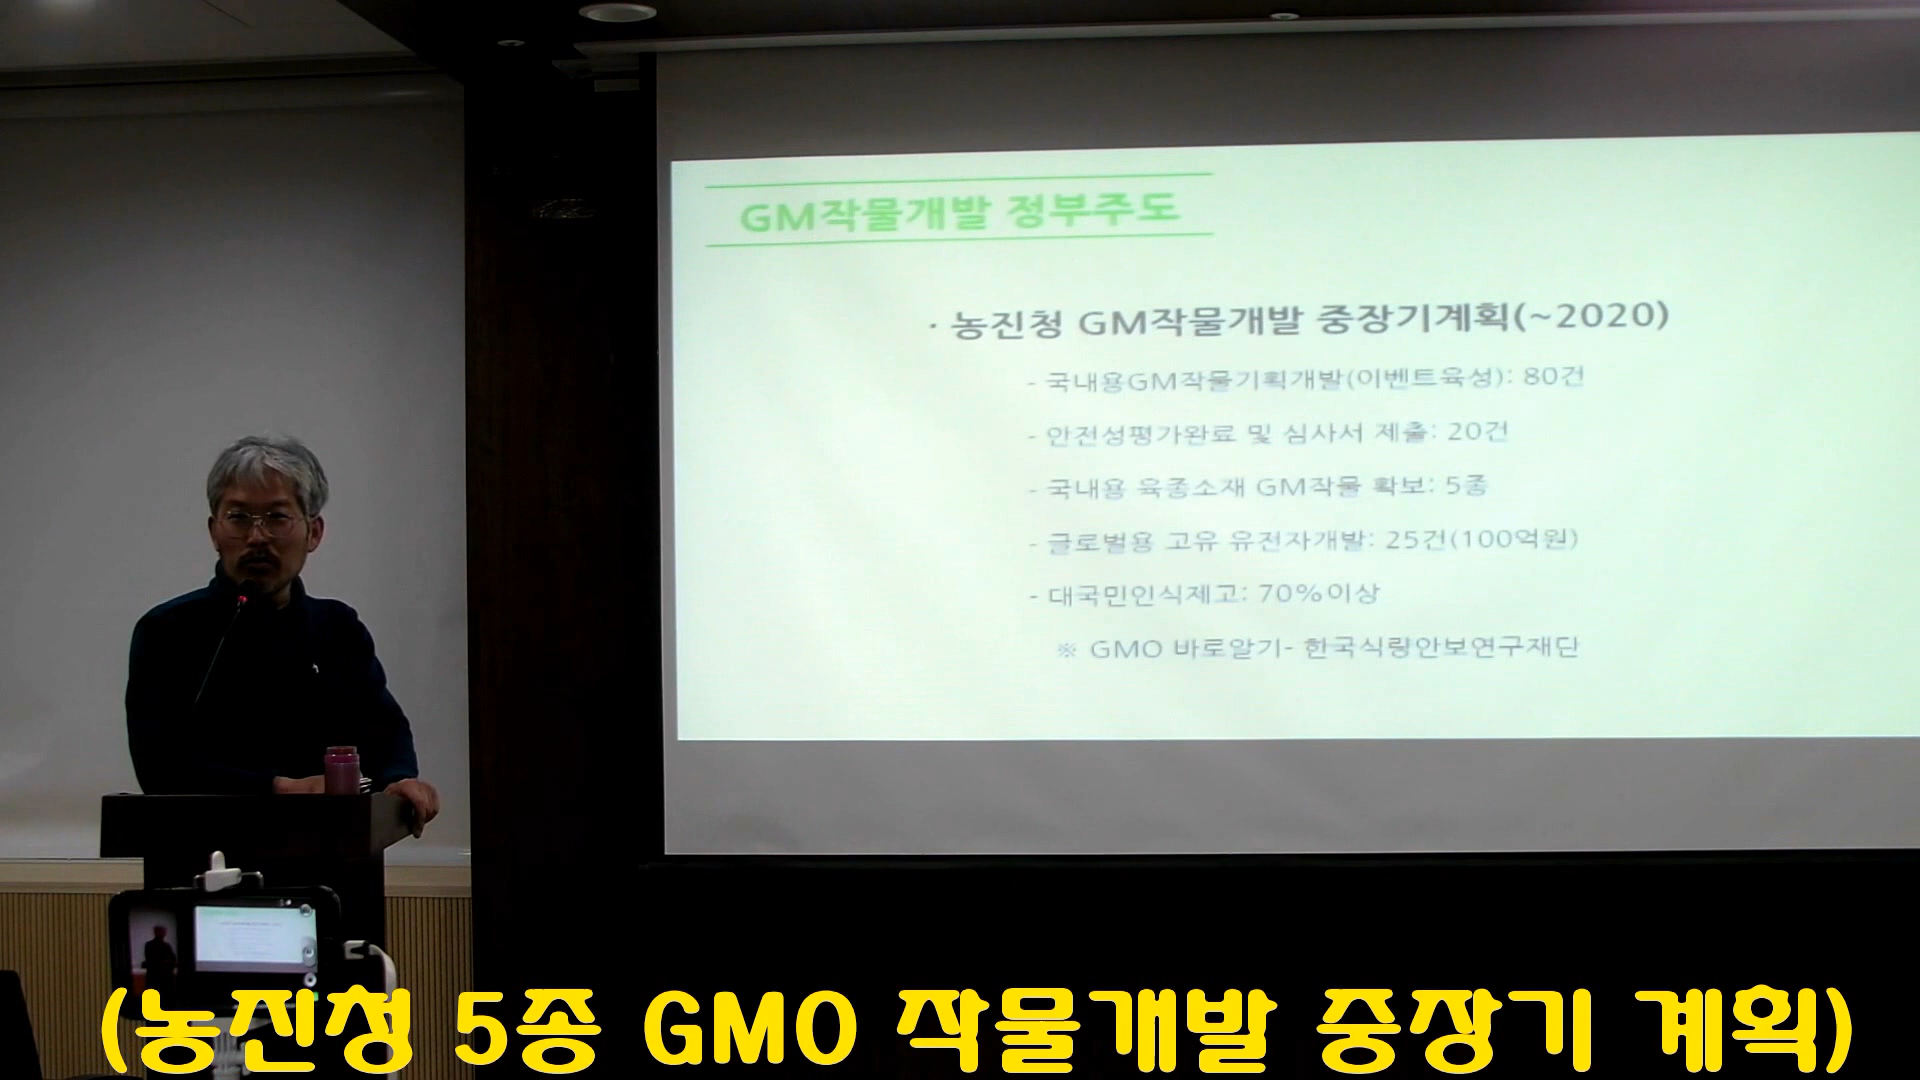 GM작물개발 정부주도
· 농진청 GM작물개발 중장기계획(~2020)
- 국내용GM작물기획개발(이벤트육성): 80건
- 안전성평가완료 및 심사서 제출: 20건
- 국내용 육종소재 GM작물 확보: 5종
- 글로벌용 고유 유전자개발: 25건(100억원)
- 대국민인식제고: 70%이상
※ GMO 바로알기- 한국식량안보연구재단
(농진청 5종 GMO 작물개발 중장기 계획)